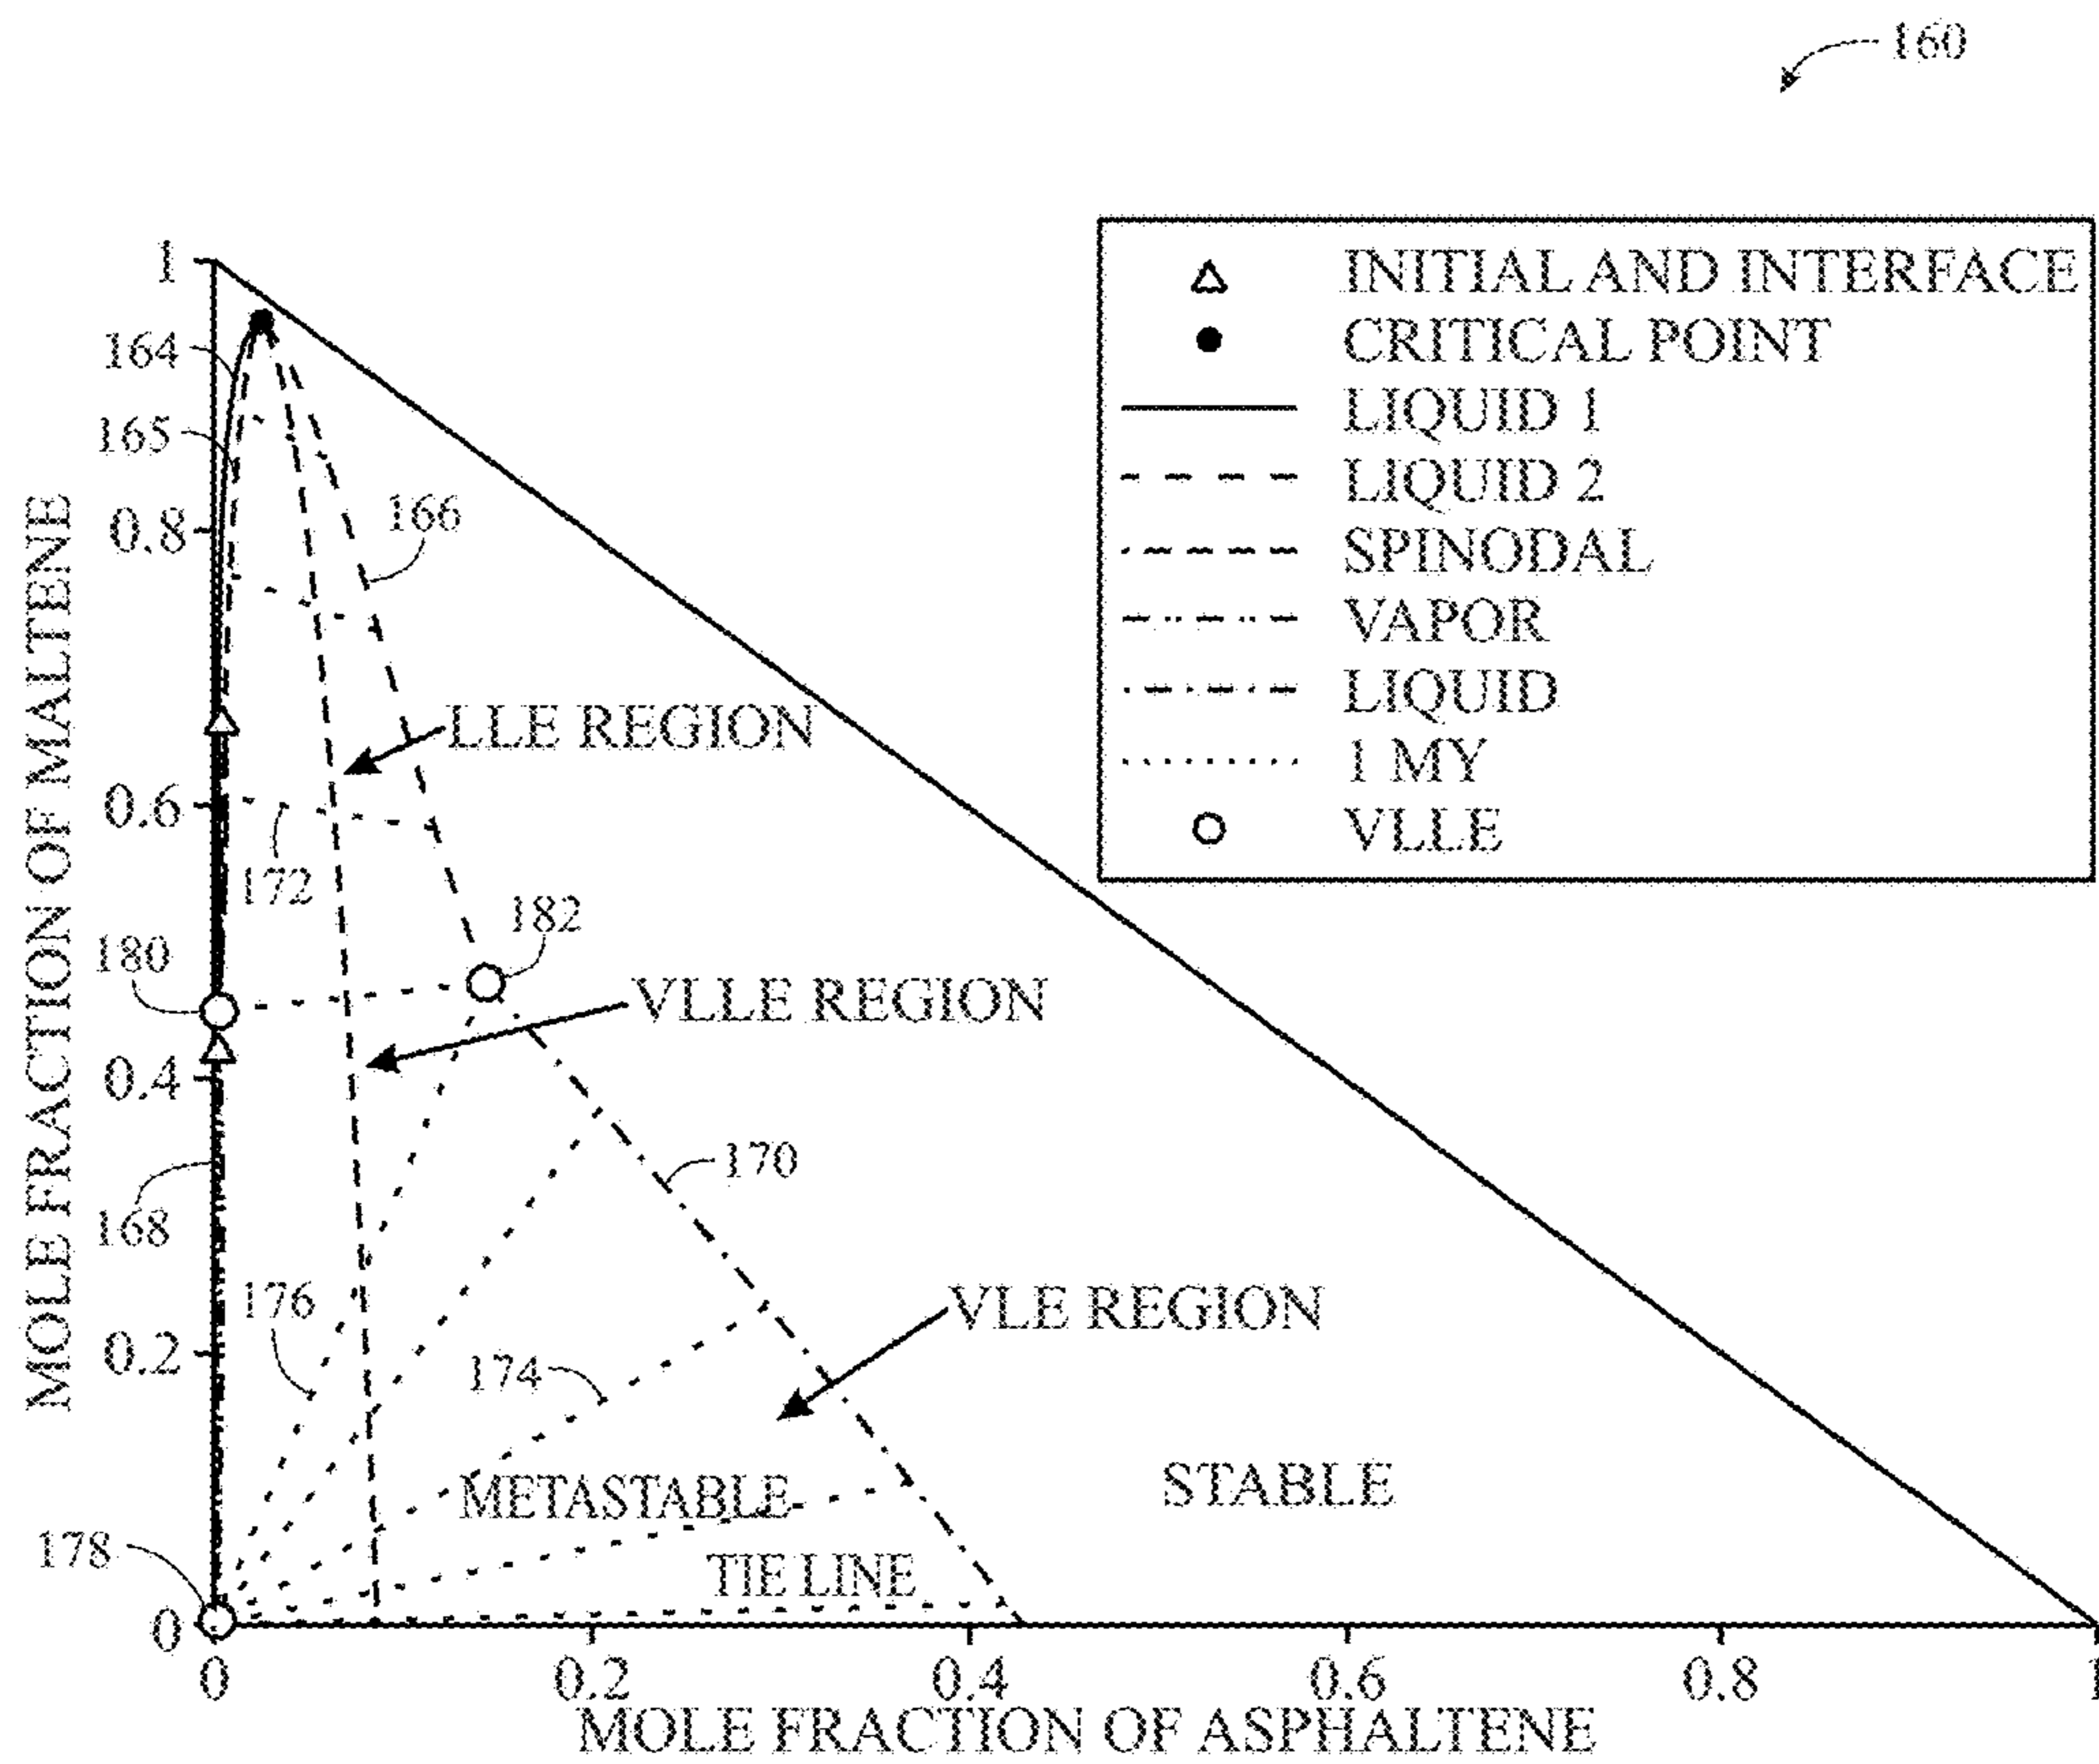 160
INITIAL AND INTERFACE
CRITICAL POINT
LIQUID 1
LIQUID 2
SPINODAL
VAPOR
LIQUID
1 MY
VLLE
MOLE FRACTION OF MALTENE
1
0.8
0.6
0.4
0.2
0
164
165
166
LLE REGION
172
182
180
VLLE REGION
170
168
176
VLE REGION
174
METASTABLE
STABLE
178
TIE LINE
0
0.2
0.4
0.6
0.8
1
MOLE FRACTION OF ASPHALTENE